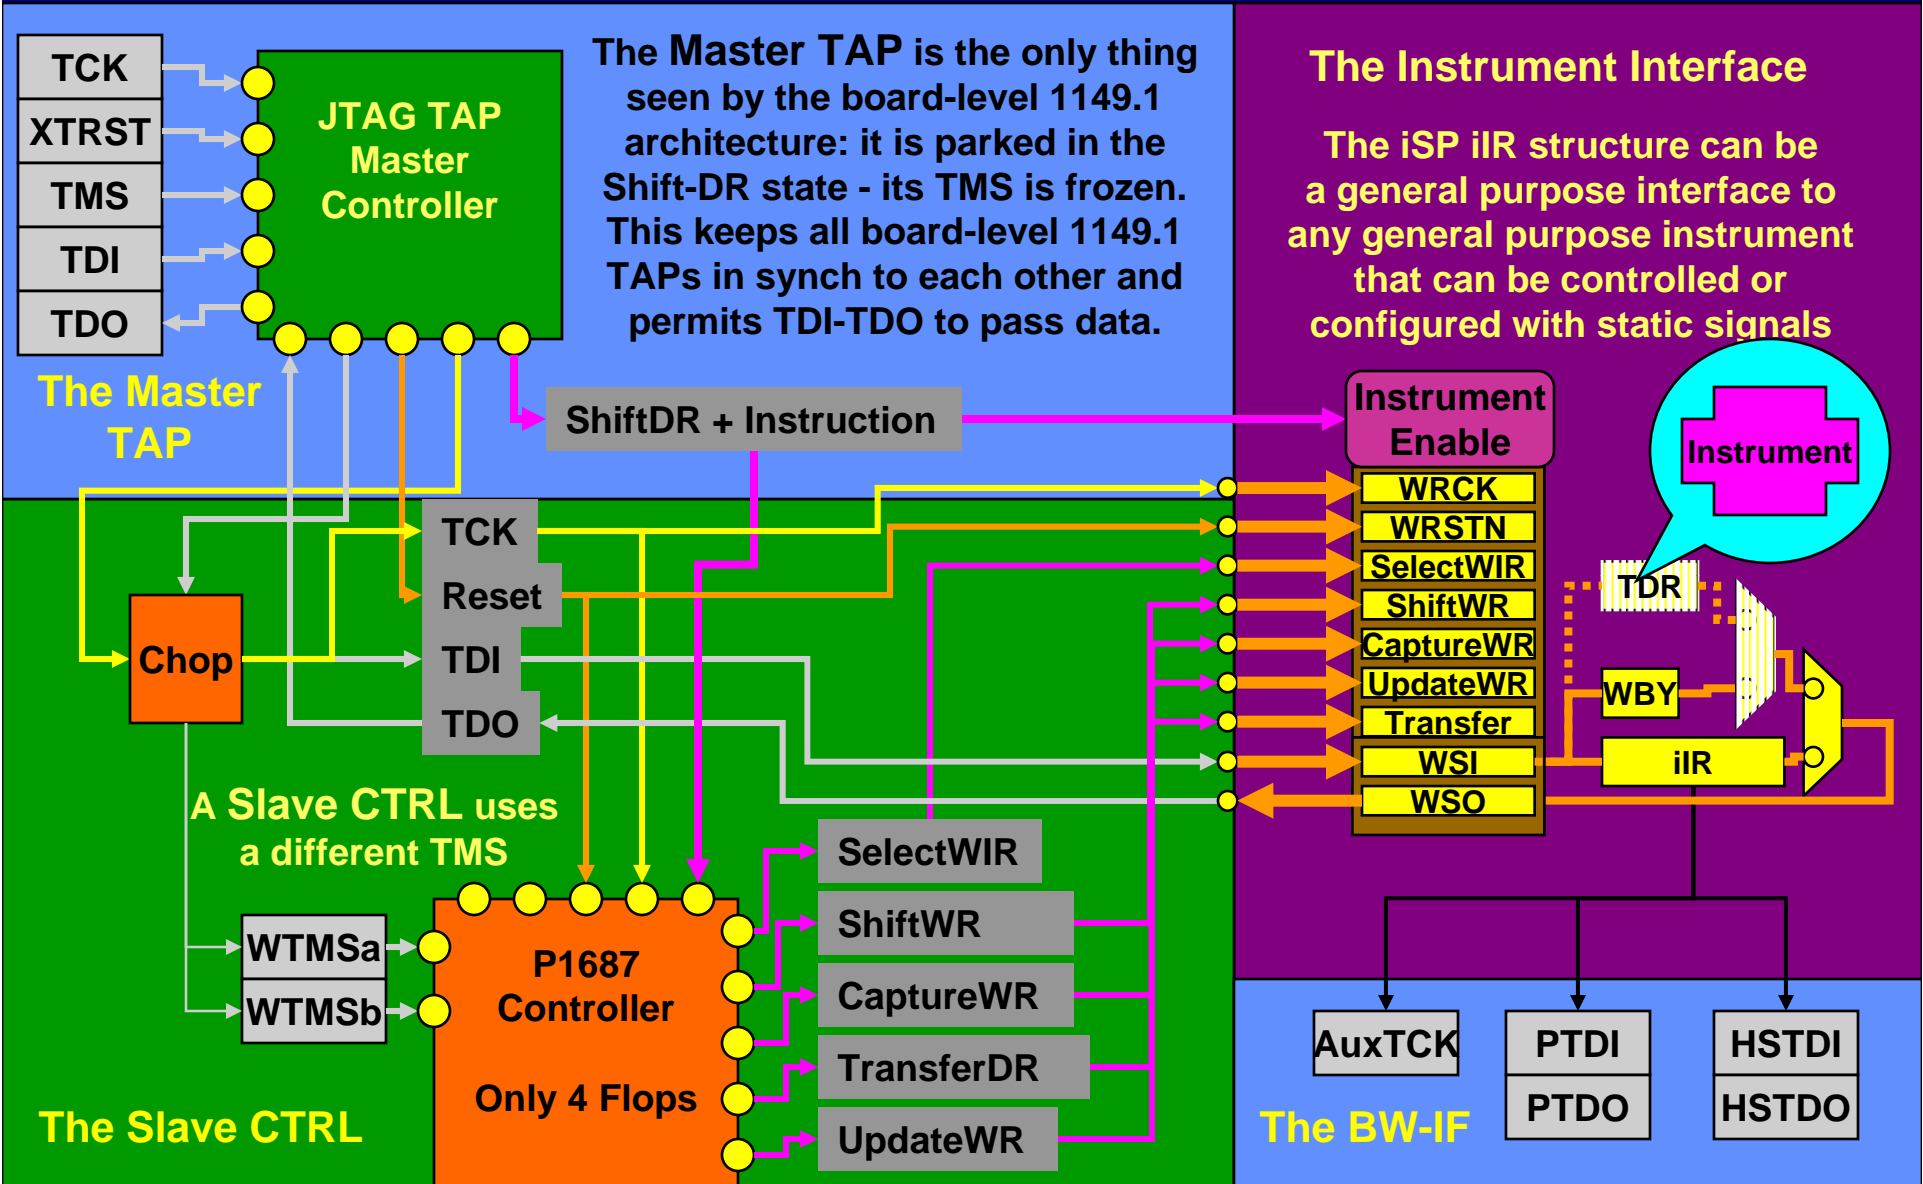 TCK
XTRST
TMS
TDI
TDO
JTAG TAP
Master
Controller
The Master TAP is the only thing
seen by the board-level 1149.1
architecture: it is parked in the
Shift-DR state - its TMS is frozen.
This keeps all board-level 1149.1
TAPs in synch to each other and
permits TDI-TDO to pass data.
The Instrument Interface
The iSP iIR structure can be
a general purpose interface to
any general purpose instrument
that can be controlled or
configured with static signals
The Master
TAP
ShiftDR + Instruction
Instrument
Enable
Instrument
WRCK
WRSTN
SelectWIR
ShiftWR
CaptureWR
UpdateWR
Transfer
WSI
WSO
TDR
WBY
iIR
TCK
Reset
TDI
TDO
Chop
A Slave CTRL uses
a different TMS
WTMSa
WTMSb
P1687
Controller
Only 4 Flops
SelectWIR
ShiftWR
CaptureWR
TransferDR
UpdateWR
The Slave CTRL
The BW-IF
AuxTCK
PTDI
PTDO
HSTDI
HSTDO